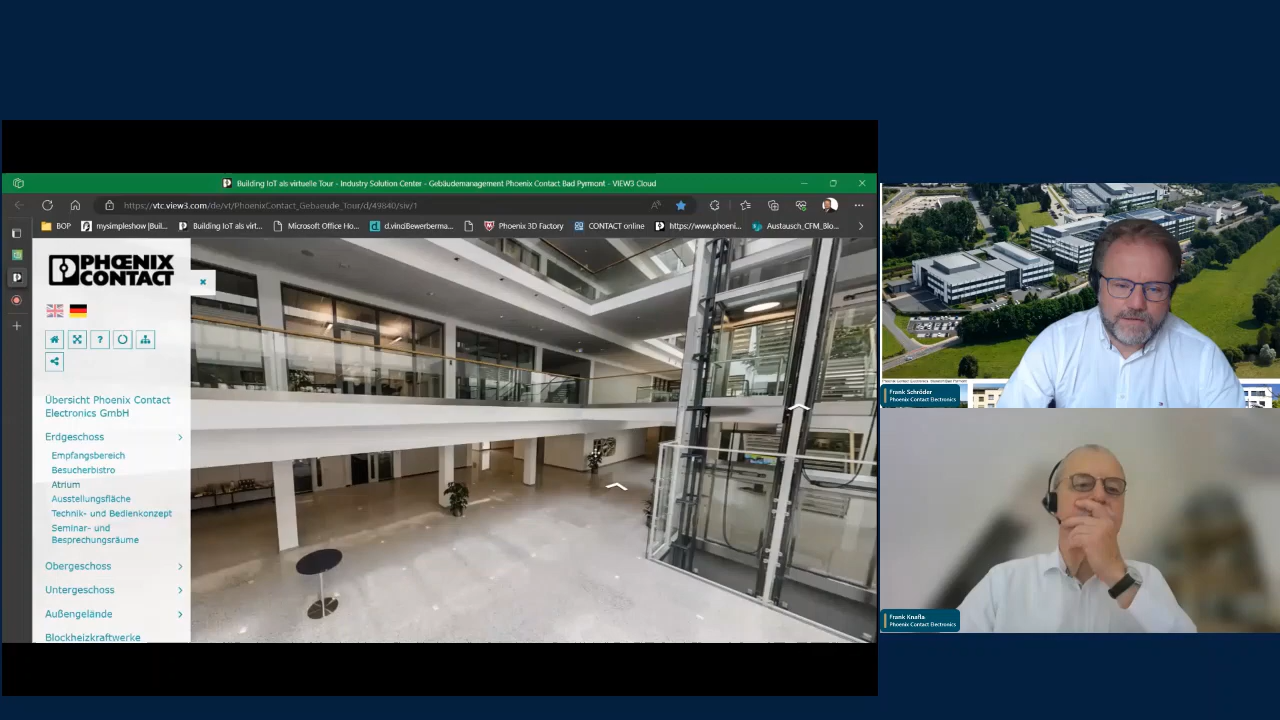 Building IoT als virtuelle Tour - Industry Solution Center - Gebäudemanagement Phoenix Contact Bad Pyrmont - VIEW3 Cloud
https://vtc.view3.com/de/vt/PhoenixContact_Gebaeude_Tour/d/49840/siv/1
BOP
mysimpleshow |Buil...
Building IoT als virt...
Microsoft Office Ho...
d.vinciBewerberma...
Phoenix 3D Factory
CONTACT online
https://www.phoeni...
Austausch_CFM_Blo...
PHŒNIX
CONTACT
?
Übersicht Phoenix Contact
Electronics GmbH
Erdgeschoss
Empfangsbereich
Besucherbistro
Atrium
Ausstellungsfläche
Technik- und Bedienkonzept
Seminar- und
Besprechungsräume
Obergeschoss
Untergeschoss
Außengelände
Blockheizkraftwerke
Frank Schröder
Phoenix Contact Electronics
Frank Knafla
Phoenix Contact Electronics